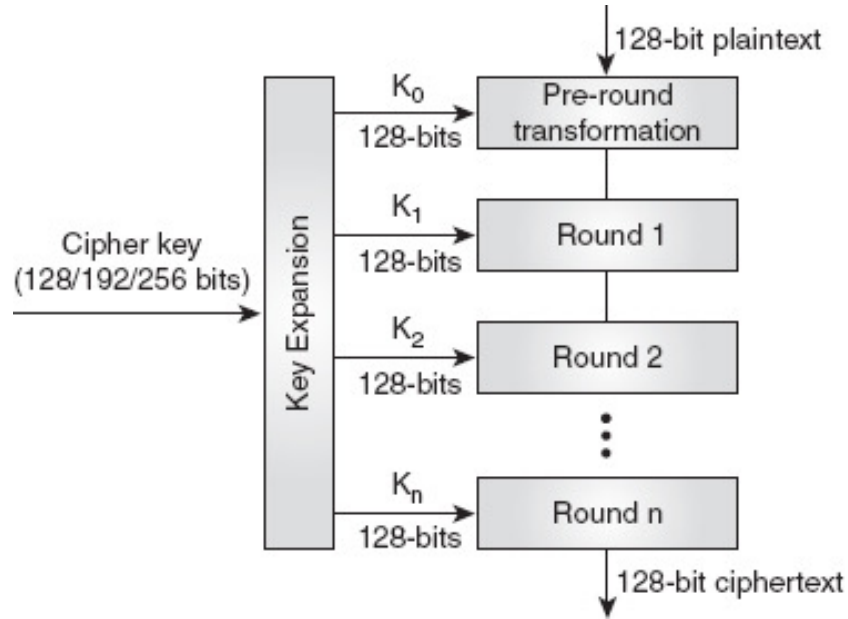 128-bit plaintext
K₀
128-bits
Pre-round
transformation
K₁
128-bits
Round 1
Cipher key
(128/192/256 bits)
Key Expansion
K₂
128-bits
Round 2
Kₙ
128-bits
Round n
128-bit ciphertext